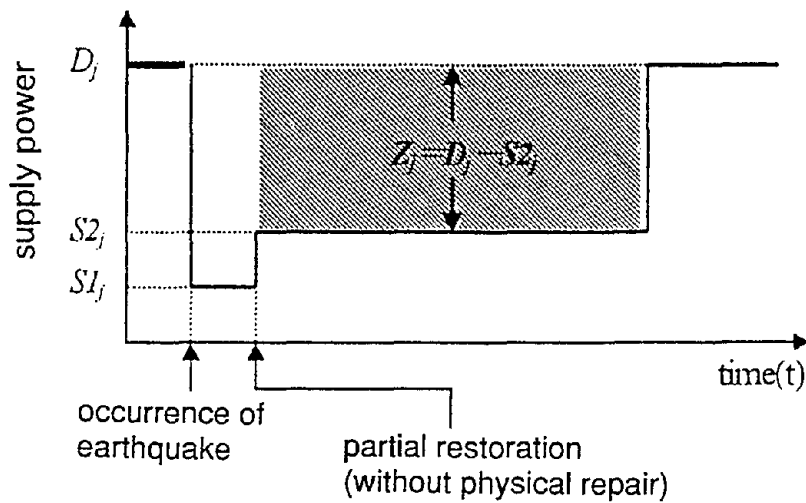 supply power
D_j
Z_j=D_j−S2_j
S2_j
S1_j
time(t)
occurrence of
earthquake
partial restoration
(without physical repair)